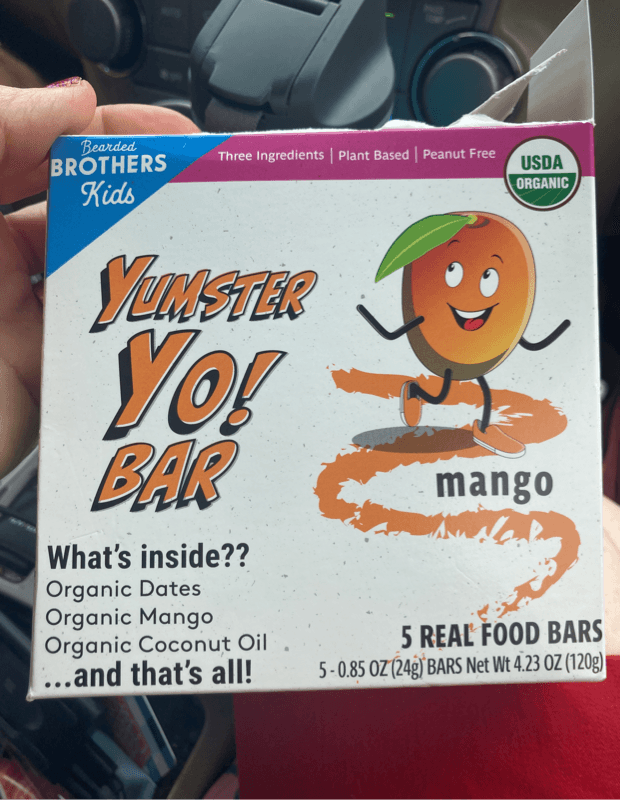 Bearded
BROTHERS
Kids
Three Ingredients | Plant Based | Peanut Free
USDA
ORGANIC
YUMSTER
YO!
BAR
mango
What's inside??
Organic Dates
Organic Mango
Organic Coconut Oil
...and that's all!
5 REAL FOOD BARS
5 - 0.85 OZ (24g) BARS Net Wt 4.23 OZ (120g)